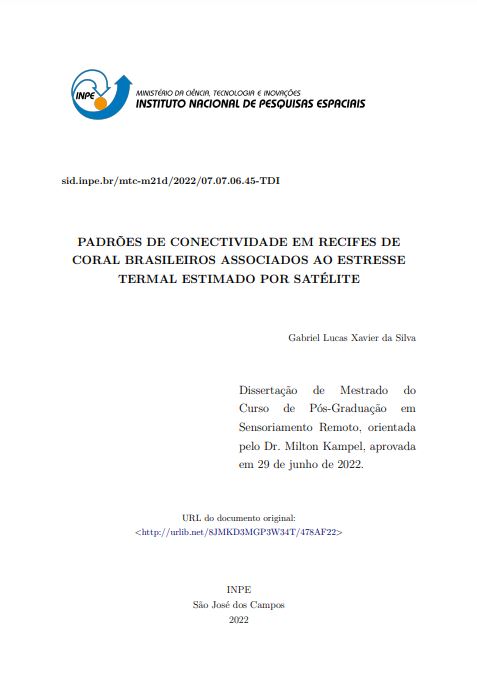 INPE
MINISTÉRIO DA CIÊNCIA, TECNOLOGIA E INOVAÇÕES
INSTITUTO NACIONAL DE PESQUISAS ESPACIAIS
sid.inpe.br/mtc-m21d/2022/07.07.06.45-TDI
PADRÕES DE CONECTIVIDADE EM RECIFES DE
CORAL BRASILEIROS ASSOCIADOS AO ESTRESSE
TERMAL ESTIMADO POR SATÉLITE
Gabriel Lucas Xavier da Silva
Dissertação de Mestrado do
Curso de Pós-Graduação em
Sensoriamento Remoto, orientada
pelo Dr. Milton Kampel, aprovada
em 29 de junho de 2022.
URL do documento original:
<http://urlib.net/8JMKD3MGP3W34T/478AF22>
INPE
São José dos Campos
2022